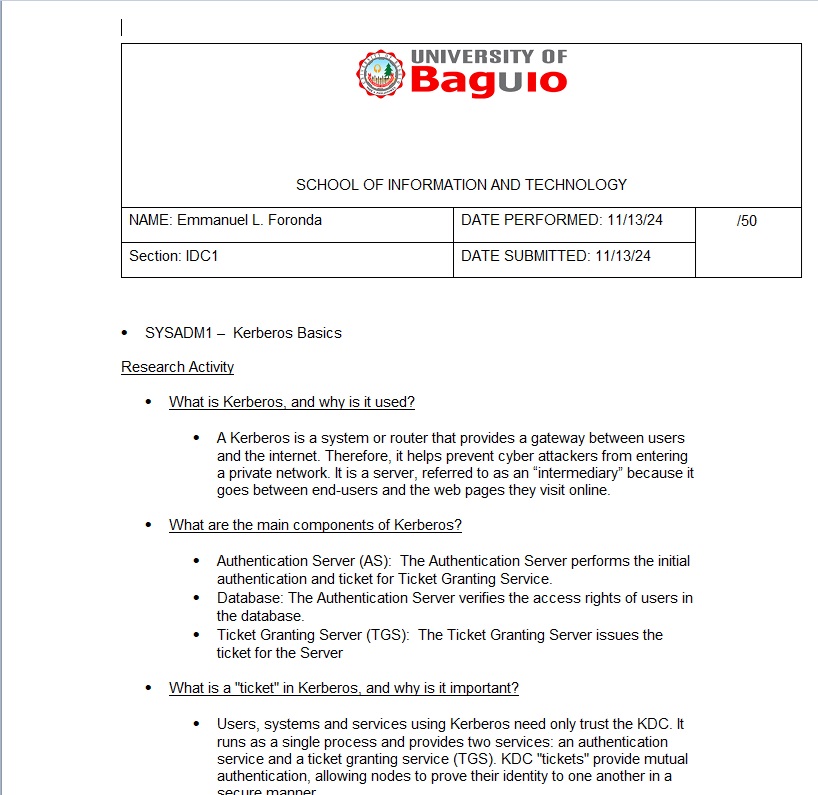 UNIVERSITY OF
Baguio
SCHOOL OF INFORMATION AND TECHNOLOGY
NAME: Emmanuel L. Foronda
DATE PERFORMED: 11/13/24
/50
Section: IDC1
DATE SUBMITTED: 11/13/24
• SYSADM1 – Kerberos Basics
Research Activity
• What is Kerberos, and why is it used?
• A Kerberos is a system or router that provides a gateway between users
and the internet. Therefore, it helps prevent cyber attackers from entering
a private network. It is a server, referred to as an “intermediary” because it
goes between end-users and the web pages they visit online.
• What are the main components of Kerberos?
• Authentication Server (AS): The Authentication Server performs the initial
authentication and ticket for Ticket Granting Service.
• Database: The Authentication Server verifies the access rights of users in
the database.
• Ticket Granting Server (TGS): The Ticket Granting Server issues the
ticket for the Server
• What is a "ticket" in Kerberos, and why is it important?
• Users, systems and services using Kerberos need only trust the KDC. It
runs as a single process and provides two services: an authentication
service and a ticket granting service (TGS). KDC "tickets" provide mutual
authentication, allowing nodes to prove their identity to one another in a
secure manner